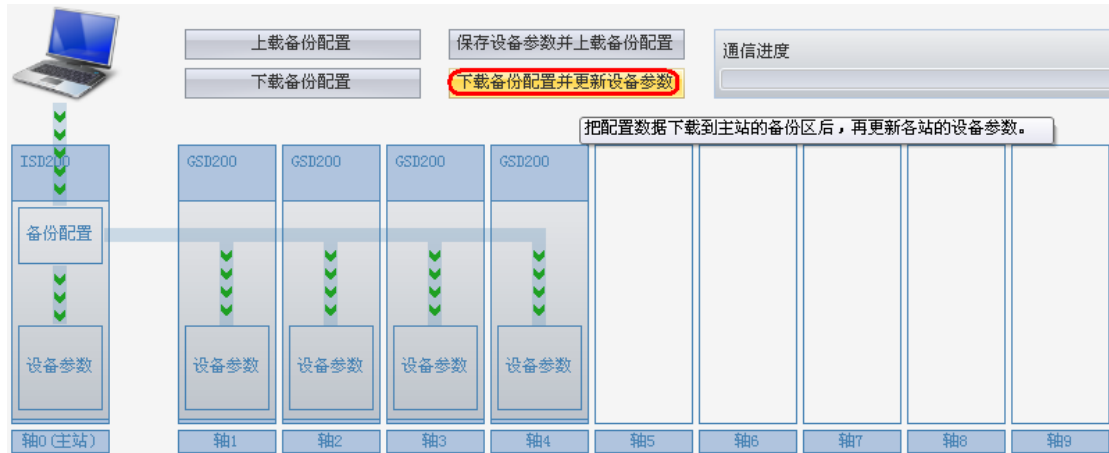 上载备份配置
保存设备参数并上载备份配置
通信进度
下载备份配置
下载备份配置并更新设备参数
把配置数据下载到主站的备份区后，再更新各站的设备参数。
ISD200
GSD200
GSD200
GSD200
GSD200
备份配置
设备参数
设备参数
设备参数
设备参数
设备参数
轴0(主站)
轴1
轴2
轴3
轴4
轴5
轴6
轴7
轴8
轴9